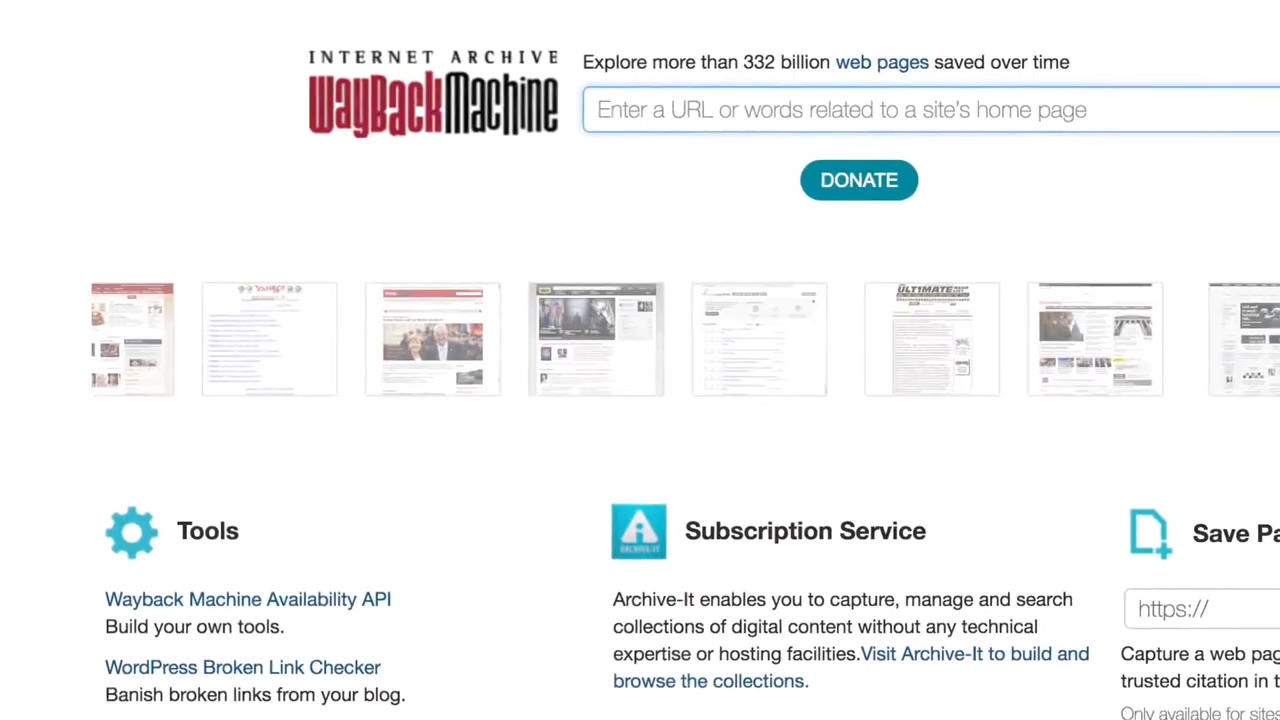 INTERNET ARCHIVE
WayBackMachine
Explore more than 332 billion web pages saved over time
Enter a URL or words related to a site's home page
DONATE
ULTIMATE
Tools
Wayback Machine Availability API
Build your own tools.
WordPress Broken Link Checker
Banish broken links from your blog.
ARCHIVE-IT
Subscription Service
Archive-It enables you to capture, manage and search
collections of digital content without any technical
expertise or hosting facilities.Visit Archive-It to build and
browse the collections.
Save Pa
https://
Capture a web pag
trusted citation in t
Only available for sites